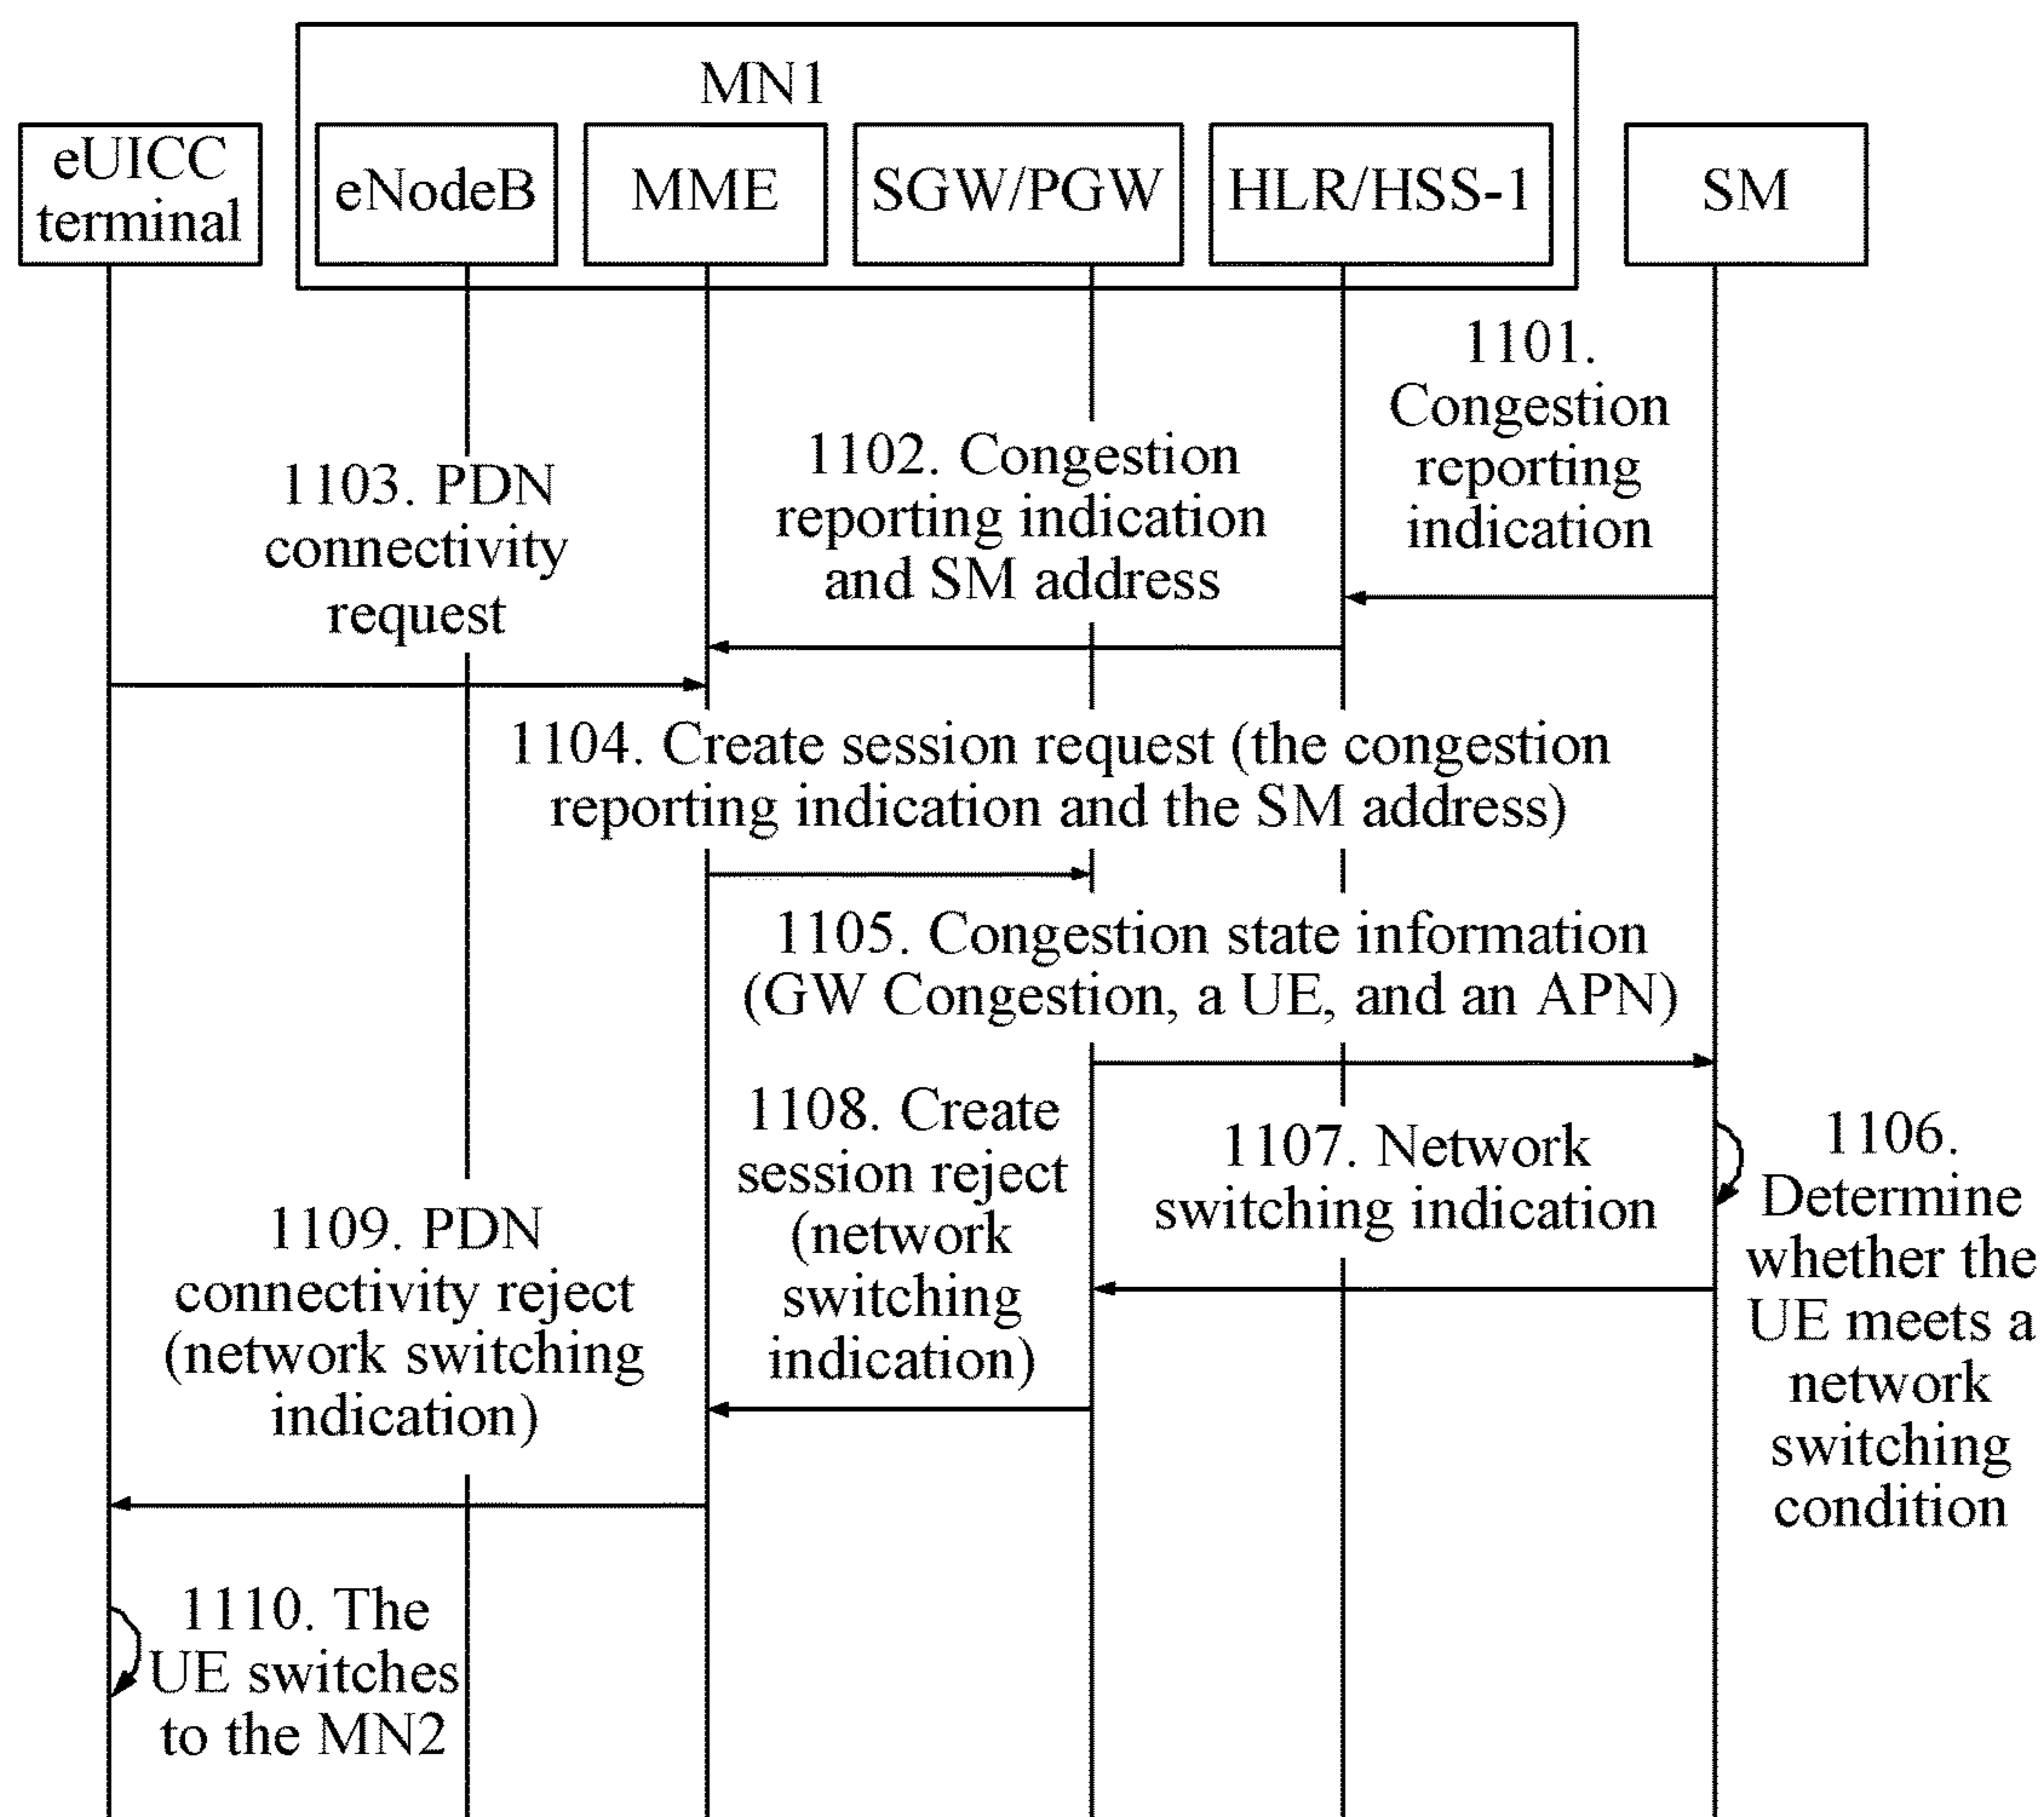 MN1
eUICC
terminal
eNodeB
MME
SGW/PGW
HLR/HSS-1
SM
1101.
Congestion
reporting
indication
1102. Congestion
reporting indication
and SM address
1103. PDN
connectivity
request
1104. Create session request (the congestion
reporting indication and the SM address)
1105. Congestion state information
(GW Congestion, a UE, and an APN)
1106.
Determine
whether the
UE meets a
network
switching
condition
1107. Network
switching indication
1108. Create
session reject
(network
switching
indication)
1109. PDN
connectivity reject
(network switching
indication)
1110. The
UE switches
to the MN2